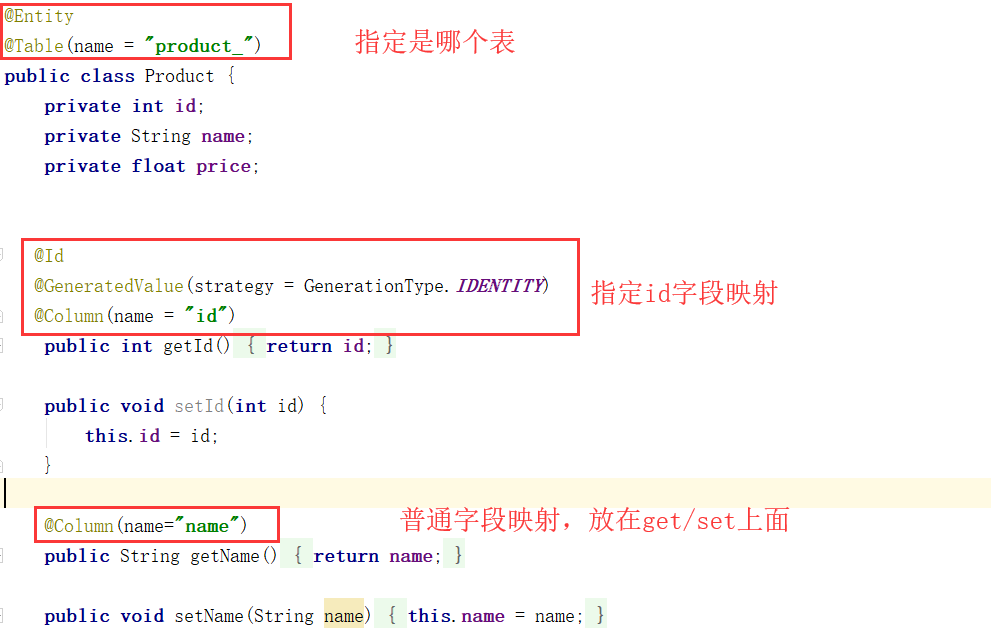 @Entity
@Table(name = "product_")
指定是哪个表
public class Product {
private int id;
private String name;
private float price;
@Id
@GeneratedValue(strategy = GenerationType.IDENTITY)
指定id字段映射
@Column(name = "id")
public int getId() { return id; }
public void setId(int id) {
this.id = id;
}
@Column(name="name")
普通字段映射，放在get/set上面
public String getName() { return name; }
public void setName(String name) { this.name = name; }